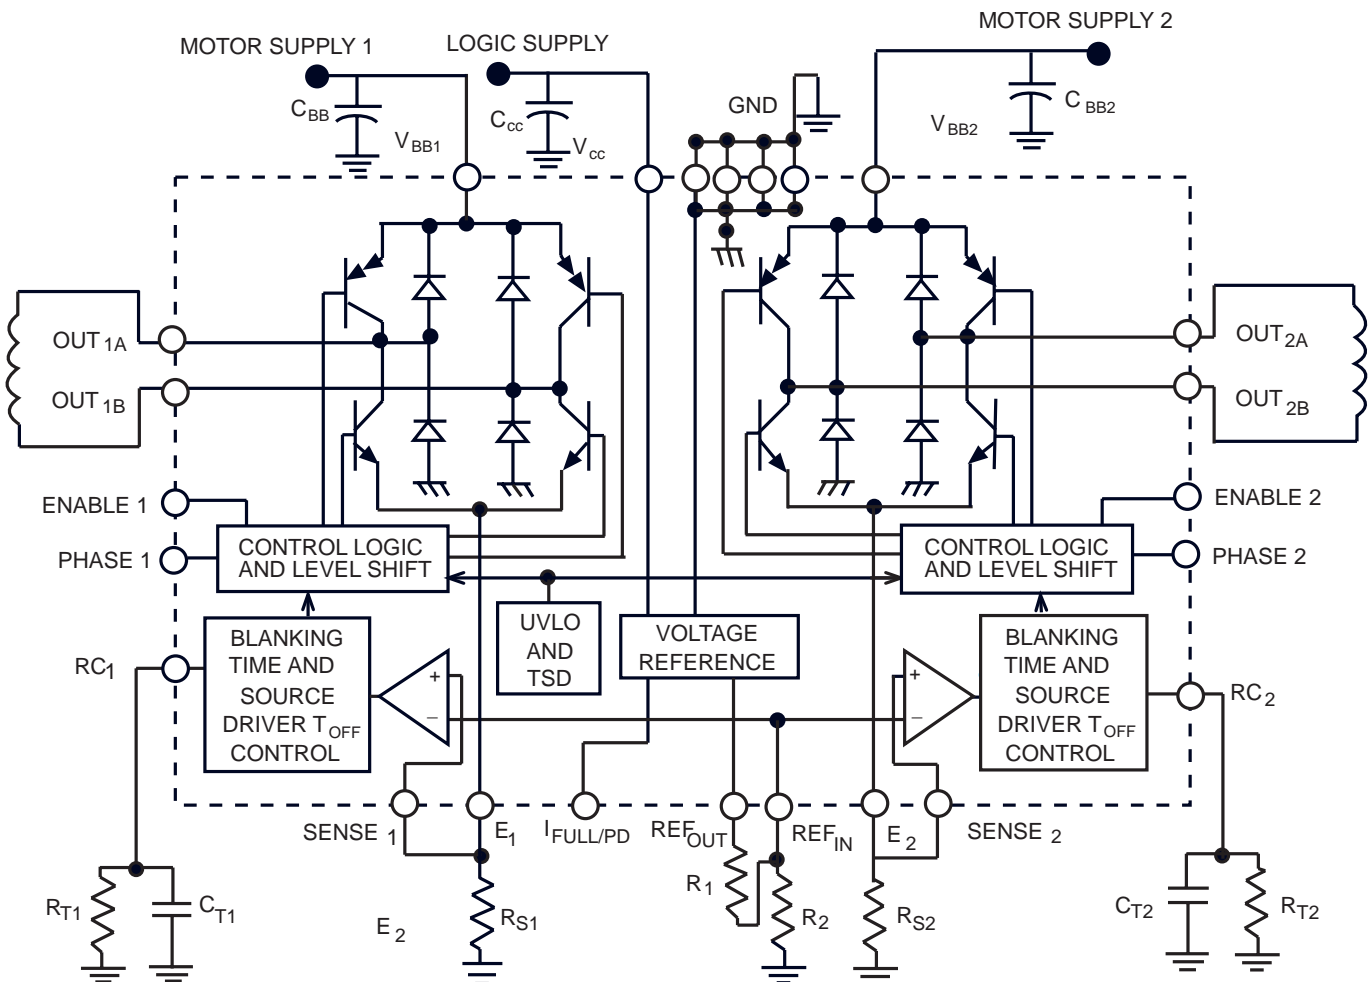 MOTOR SUPPLY 1
LOGIC SUPPLY
MOTOR SUPPLY 2
CBB
VBB1
Ccc
Vcc
GND
VBB2
CBB2
OUT1A
OUT1B
OUT2A
OUT2B
ENABLE 1
PHASE 1
ENABLE 2
PHASE 2
CONTROL LOGIC
AND LEVEL SHIFT
CONTROL LOGIC
AND LEVEL SHIFT
BLANKING
TIME AND
SOURCE
DRIVER TOFF
CONTROL
UVLO
AND
TSD
VOLTAGE
REFERENCE
BLANKING
TIME AND
SOURCE
DRIVER TOFF
CONTROL
RC1
+
–
+
–
RC2
SENSE 1
E1
IFULL/PD
REFOUT
REFIN
E2
SENSE 2
RT1
CT1
E2
RS1
R1
R2
RS2
CT2
RT2